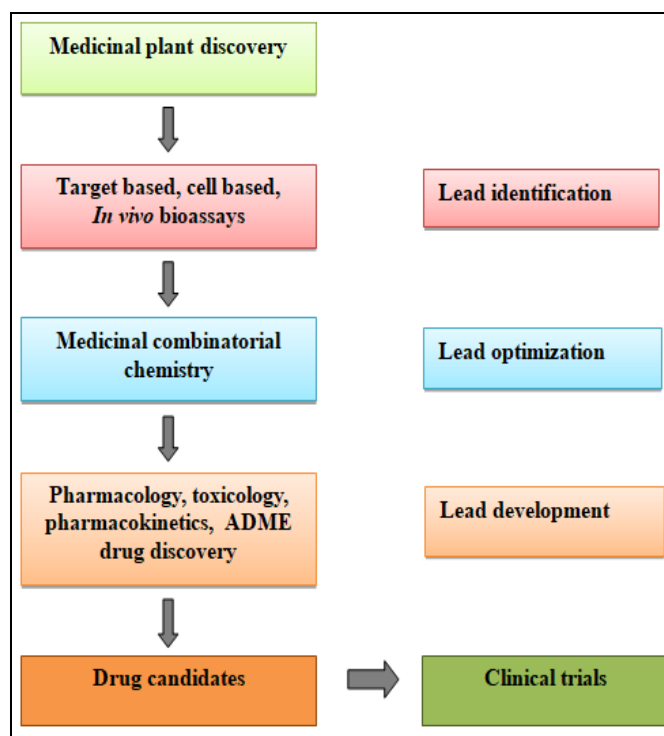 Medicinal plant discovery
Target based, cell based,
In vivo bioassays
Lead identification
Medicinal combinatorial
chemistry
Lead optimization
Pharmacology, toxicology,
pharmacokinetics, ADME
drug discovery
Lead development
Drug candidates
Clinical trials